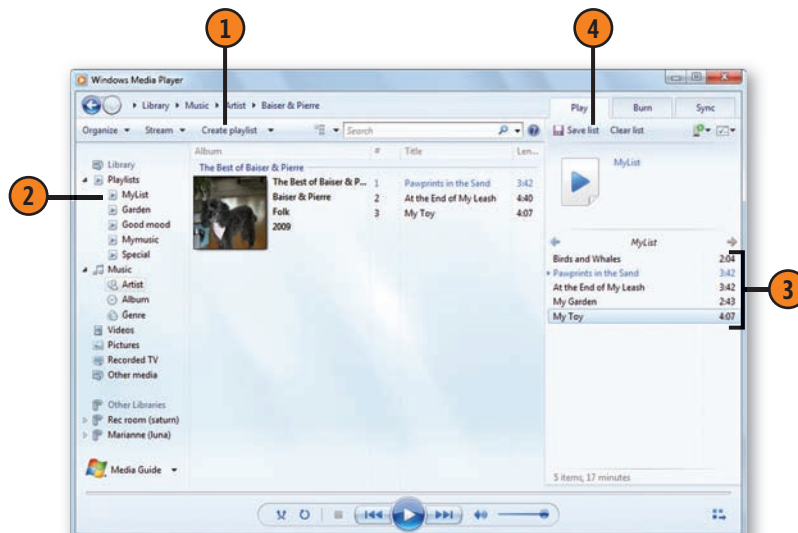 1
4
Windows Media Player
Library Music Artist Baiser & Pierre
Play Burn Sync
Organize Stream Create playlist Search
Save list Clear list
Album # Title Len...
Library
Playlists
MyList
Garden
Good mood
Mymusic
Special
Music
Artist
Album
Genre
Videos
Pictures
Recorded TV
Other media
Other Libraries
Rec room (saturn)
Marianne (luna)
Media Guide
2
The Best of Baiser & Pierre
The Best of Baiser & P... 1 Pawprints in the Sand 3:42
Baiser & Pierre 2 At the End of My Leash 4:40
Folk 3 My Toy 4:07
2009
MyList
MyList
Birds and Whales 2:04
Pawprints in the Sand 3:42
At the End of My Leash 3:42
My Garden 2:43
My Toy 4:07
3
5 items, 17 minutes